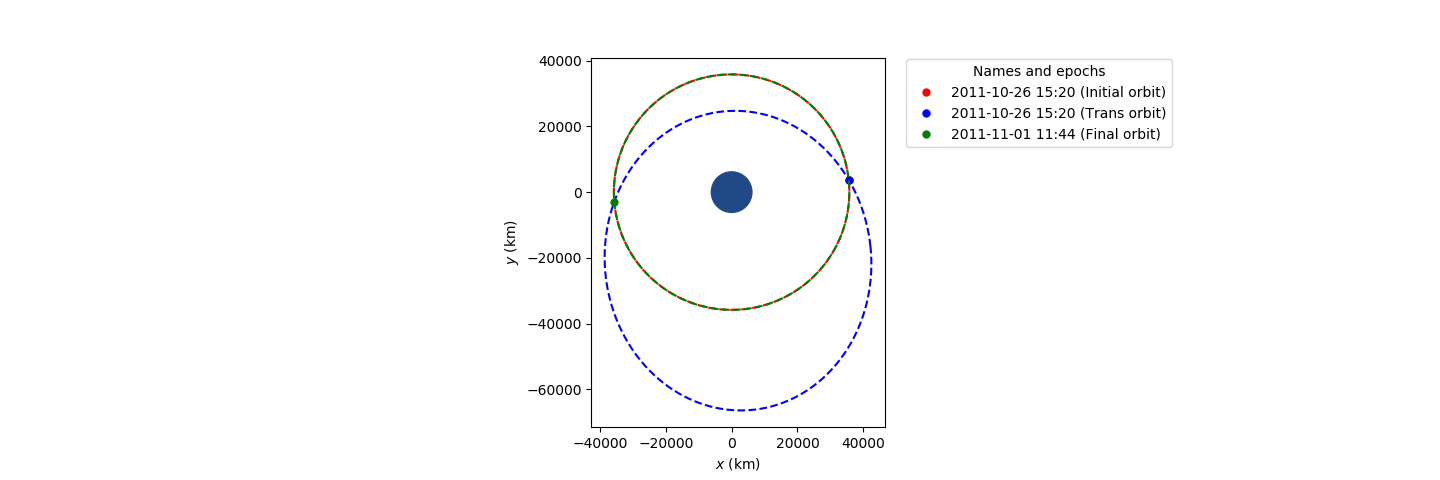 40000
20000
0
−20000
−40000
−60000
y (km)
−40000 −20000 0 20000 40000
x (km)
Names and epochs
2011-10-26 15:20 (Initial orbit)
2011-10-26 15:20 (Trans orbit)
2011-11-01 11:44 (Final orbit)